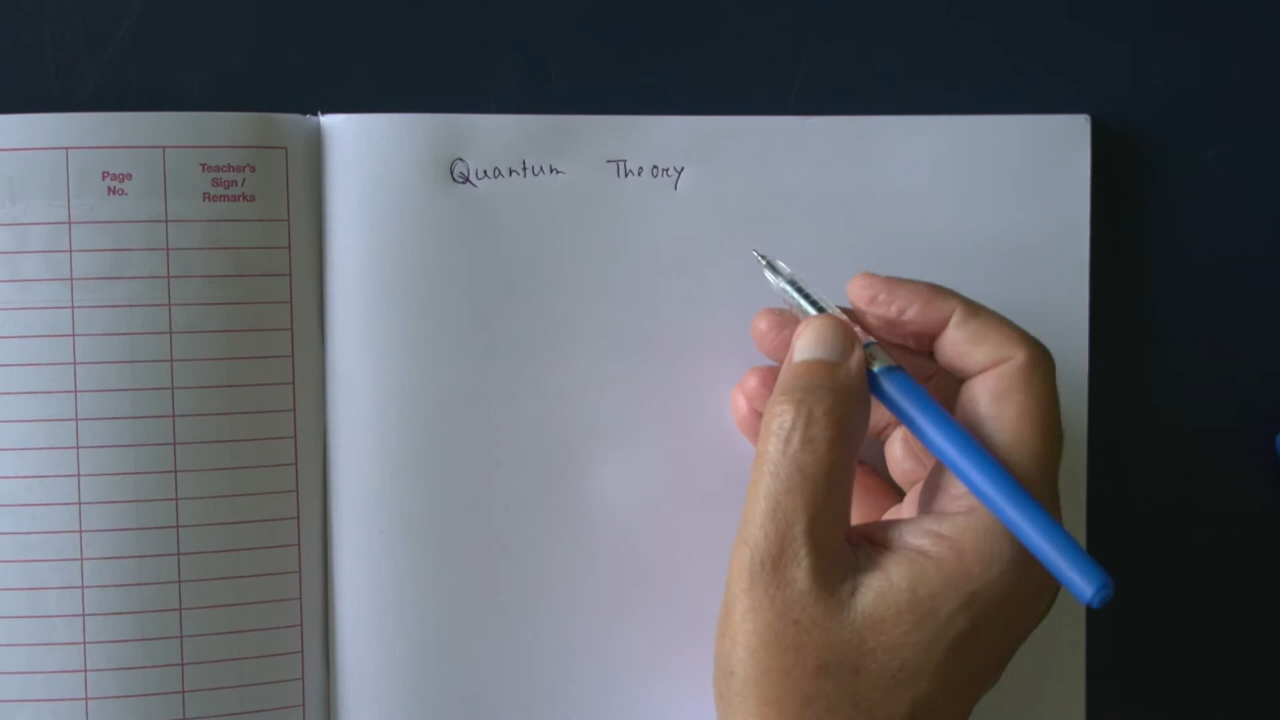 Page
No.
Teacher's
Sign /
Remarks
Quantum Theory